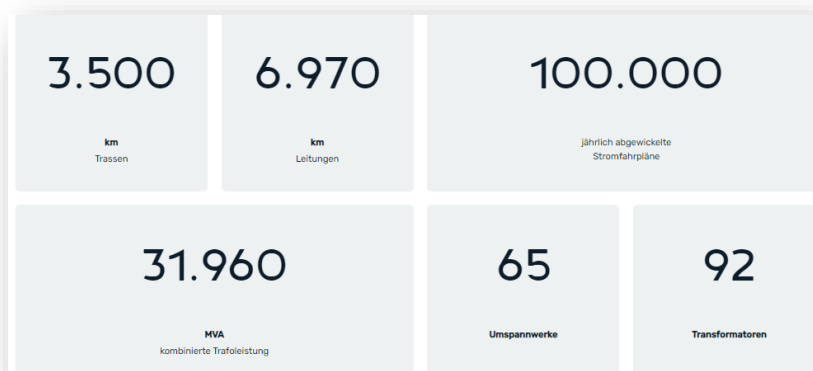 3.500
km
Trassen
6.970
km
Leitungen
100.000
jährlich abgewickelte
Stromfahrpläne
31.960
MVA
kombinierte Trafoleistung
65
Umspannwerke
92
Transformatoren